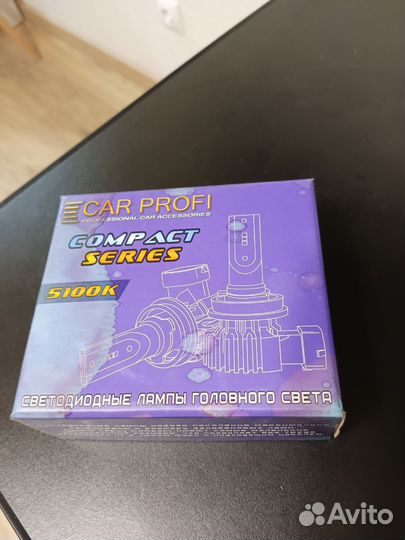 CAR PROFI
PROFESSIONAL CAR ACCESSORIES
COMPACT
SERIES
5100K
СВЕТОДИОДНЫЕ ЛАМПЫ ГОЛОВНОГО СВЕТА
Avito